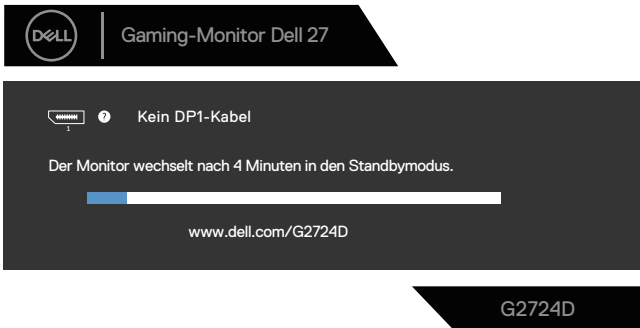 DELL
Gaming-Monitor Dell 27
1
?
Kein DP1-Kabel
Der Monitor wechselt nach 4 Minuten in den Standbymodus.
www.dell.com/G2724D
G2724D